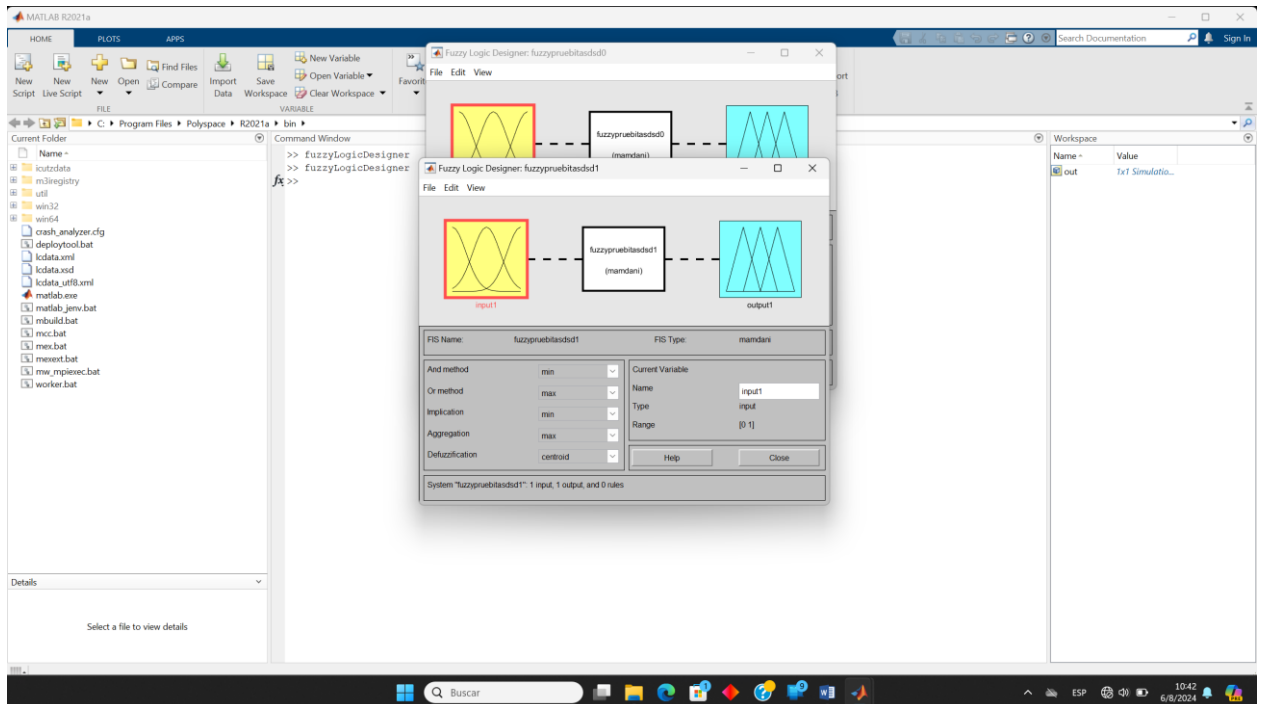 MATLAB R2021a
HOME PLOTS APPS
Search Documentation
Sign In
New Script
New Live Script
New
Open
Find Files
Compare
Import Data
Save Workspace
New Variable
Open Variable
Clear Workspace
Favorit
FILE
VARIABLE
C: ▸ Program Files ▸ Polyspace ▸ R2021a ▸ bin ▸
Current Folder
Name
icutzdata
m3iregistry
util
win32
win64
crash_analyzer.cfg
deploytool.bat
lcdata.xml
lcdata.xsd
lcdata_utf8.xml
matlab.exe
matlab_jenv.bat
mbuild.bat
mcc.bat
mex.bat
mexext.bat
mw_mpiexec.bat
worker.bat
Details
Select a file to view details
Command Window
>> fuzzyLogicDesigner
>> fuzzyLogicDesigner
fx >>
Fuzzy Logic Designer: fuzzypruebitasdsd0
File Edit View
fuzzypruebitasdsd0
(mamdani)
ort
Fuzzy Logic Designer: fuzzypruebitasdsd1
File Edit View
fuzzypruebitasdsd1
(mamdani)
input1
output1
FIS Name: fuzzypruebitasdsd1 FIS Type: mamdani
And method min
Or method max
Implication min
Aggregation max
Defuzzification centroid
Current Variable
Name input1
Type input
Range [0 1]
Help Close
System "fuzzypruebitasdsd1": 1 input, 1 output, and 0 rules
Workspace
Name Value
out 1x1 Simulatio...
Buscar
9
ESP
10:42
6/8/2024